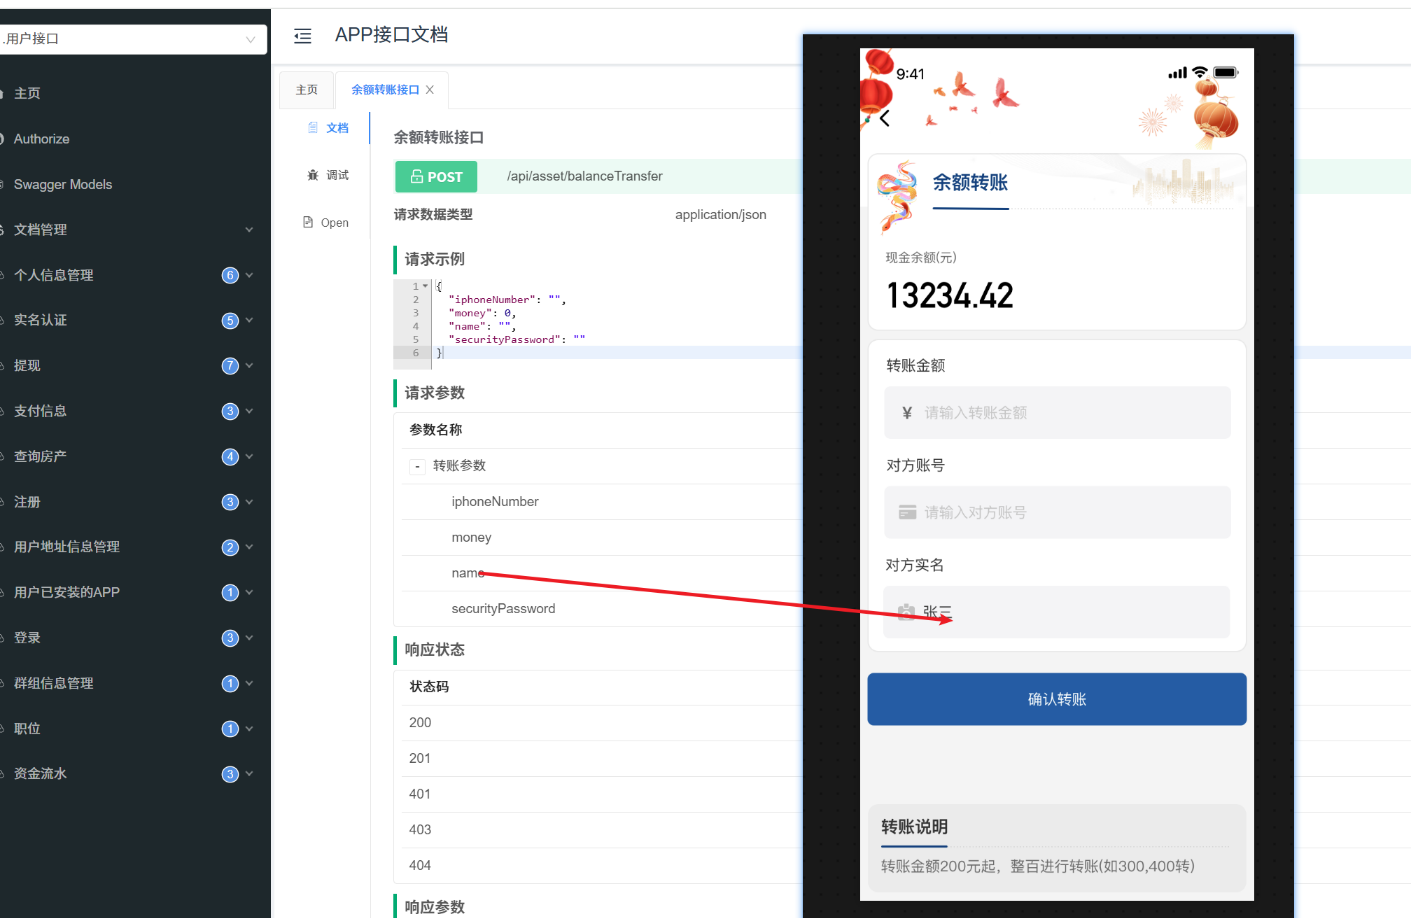 .用户接口
主页
Authorize
Swagger Models
文档管理
个人信息管理 6
实名认证 5
提现 7
支付信息 3
查询房产 4
注册 3
用户地址信息管理 2
用户已安装的APP 1
登录 3
群组信息管理 1
职位 1
资金流水 3
APP接口文档
主页 余额转账接口
文档
调试
Open
余额转账接口
POST /api/asset/balanceTransfer
请求数据类型 application/json
请求示例
1 {
2 "iphoneNumber": "",
3 "money": 0,
4 "name": "",
5 "securityPassword": ""
6 }
请求参数
参数名称
- 转账参数
iphoneNumber
money
name
securityPassword
响应状态
状态码
200
201
401
403
404
响应参数
9:41
余额转账
现金余额(元)
13234.42
转账金额
¥ 请输入转账金额
对方账号
请输入对方账号
对方实名
张三
确认转账
转账说明
转账金额200元起，整百进行转账(如300,400转)